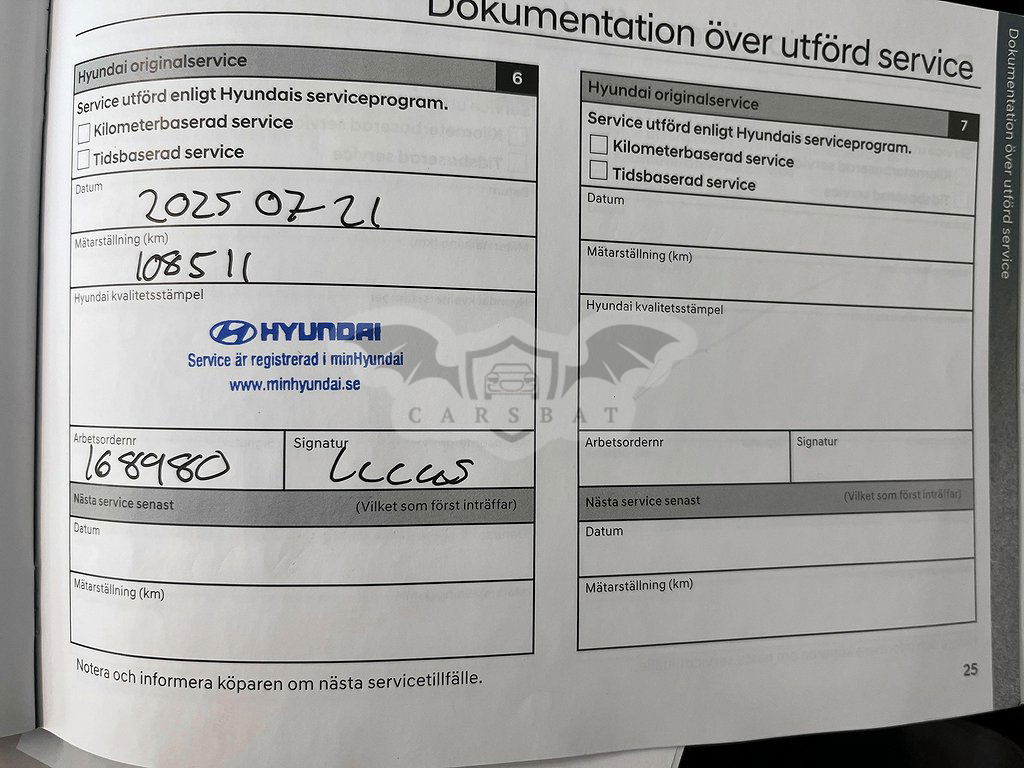 Dokumentation över utförd service
Hyundai originalservice 6
Service utförd enligt Hyundais serviceprogram.
Kilometerbaserad service
Tidsbaserad service
Datum
2025 07 21
Mätarställning (km)
108511
Hyundai kvalitetsstämpel
HYUNDAI
Service är registrerad i minHyundai
www.minhyundai.se
Arbetsordernr
168980
Signatur
Lucas
Nästa service senast (Vilket som först inträffar)
Datum
Mätarställning (km)
Notera och informera köparen om nästa servicetillfälle.
Hyundai originalservice 7
Service utförd enligt Hyundais serviceprogram.
Kilometerbaserad service
Tidsbaserad service
Datum
Mätarställning (km)
Hyundai kvalitetsstämpel
Arbetsordernr
Signatur
Nästa service senast (Vilket som först inträffar)
Datum
Mätarställning (km)
25
Dokumentation över utförd service
CARSBAT